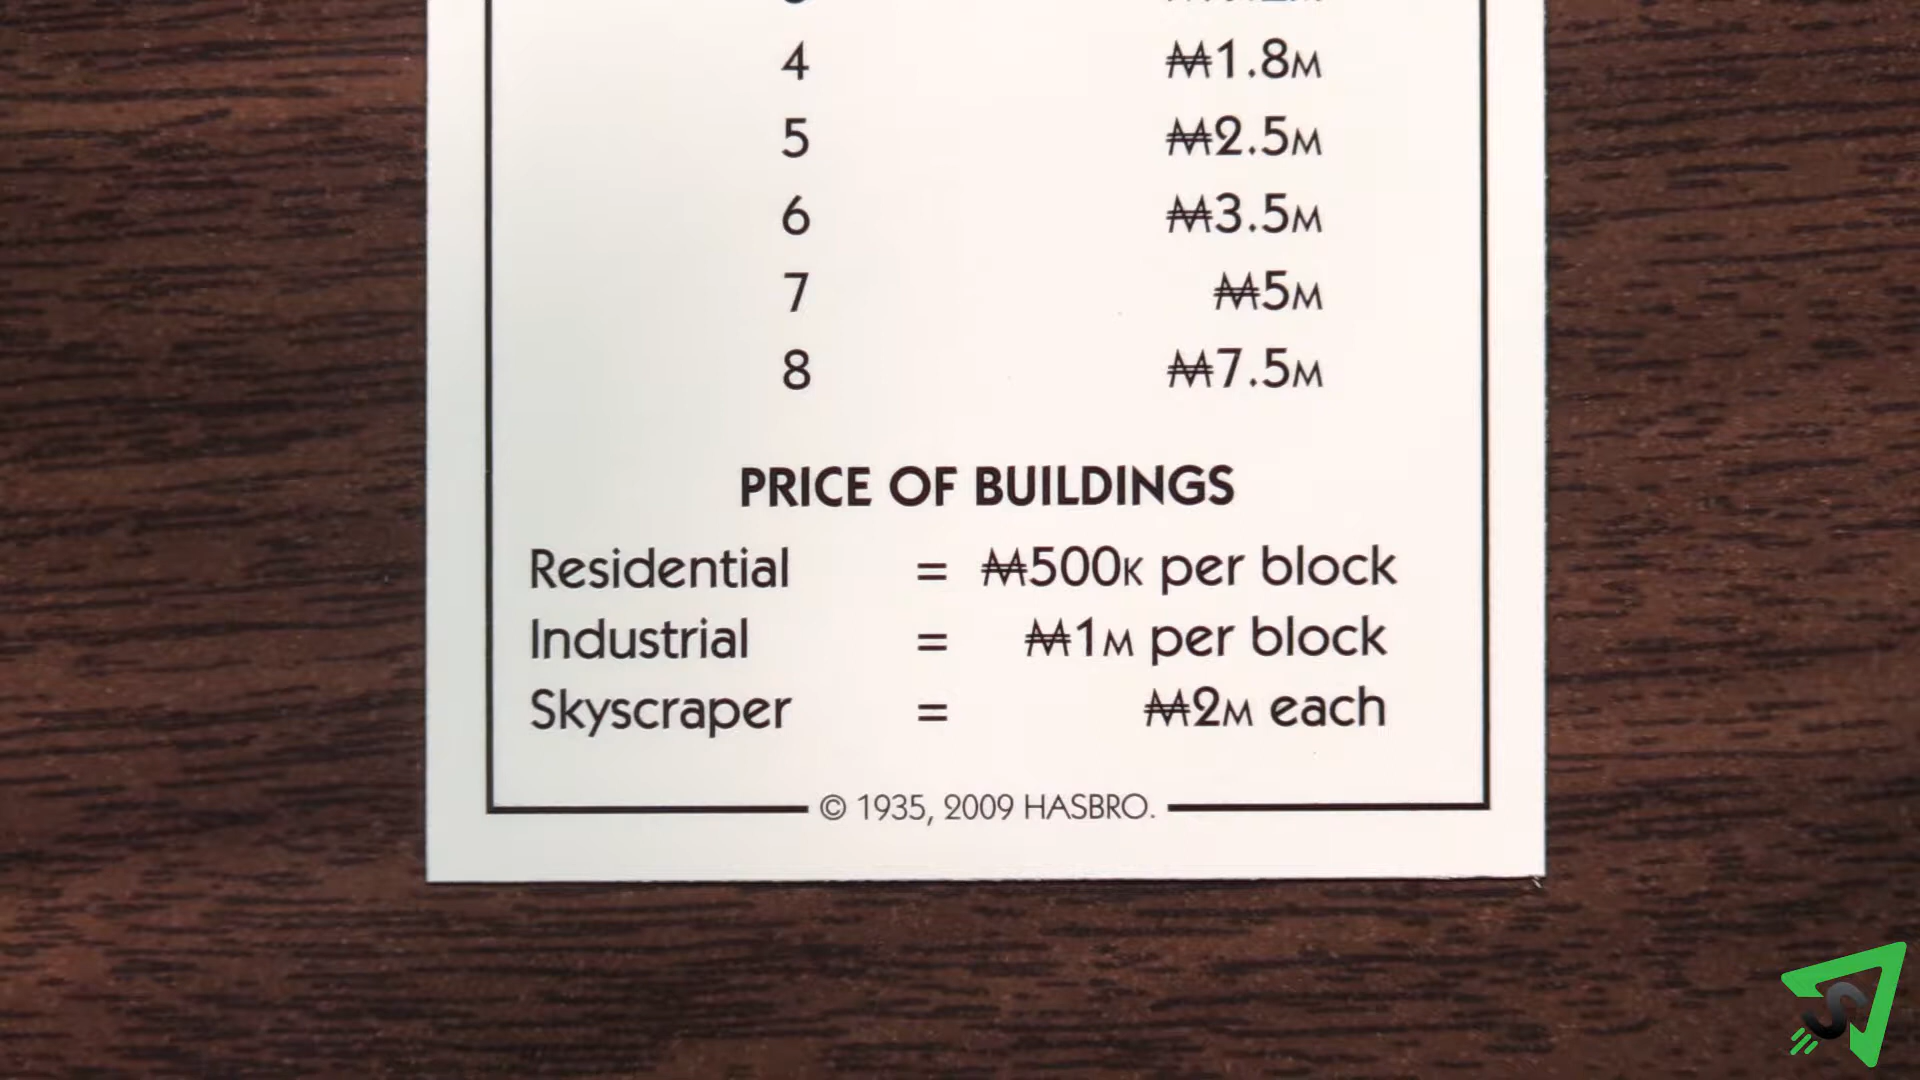 4 ₩1.8M
5 ₩2.5M
6 ₩3.5M
7 ₩5M
8 ₩7.5M
PRICE OF BUILDINGS
Residential = ₩500K per block
Industrial = ₩1M per block
Skyscraper = ₩2M each
© 1935, 2009 HASBRO.
S